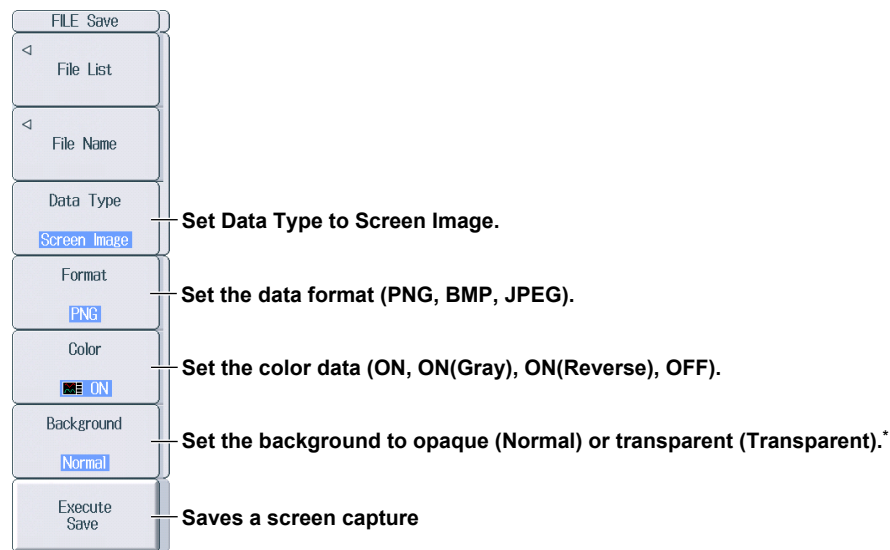 FILE Save
File List
File Name
Data Type
Screen Image
Set Data Type to Screen Image.
Format
PNG
Set the data format (PNG, BMP, JPEG).
Color
ON
Set the color data (ON, ON(Gray), ON(Reverse), OFF).
Background
Normal
Set the background to opaque (Normal) or transparent (Transparent).*
Execute
Save
Saves a screen capture